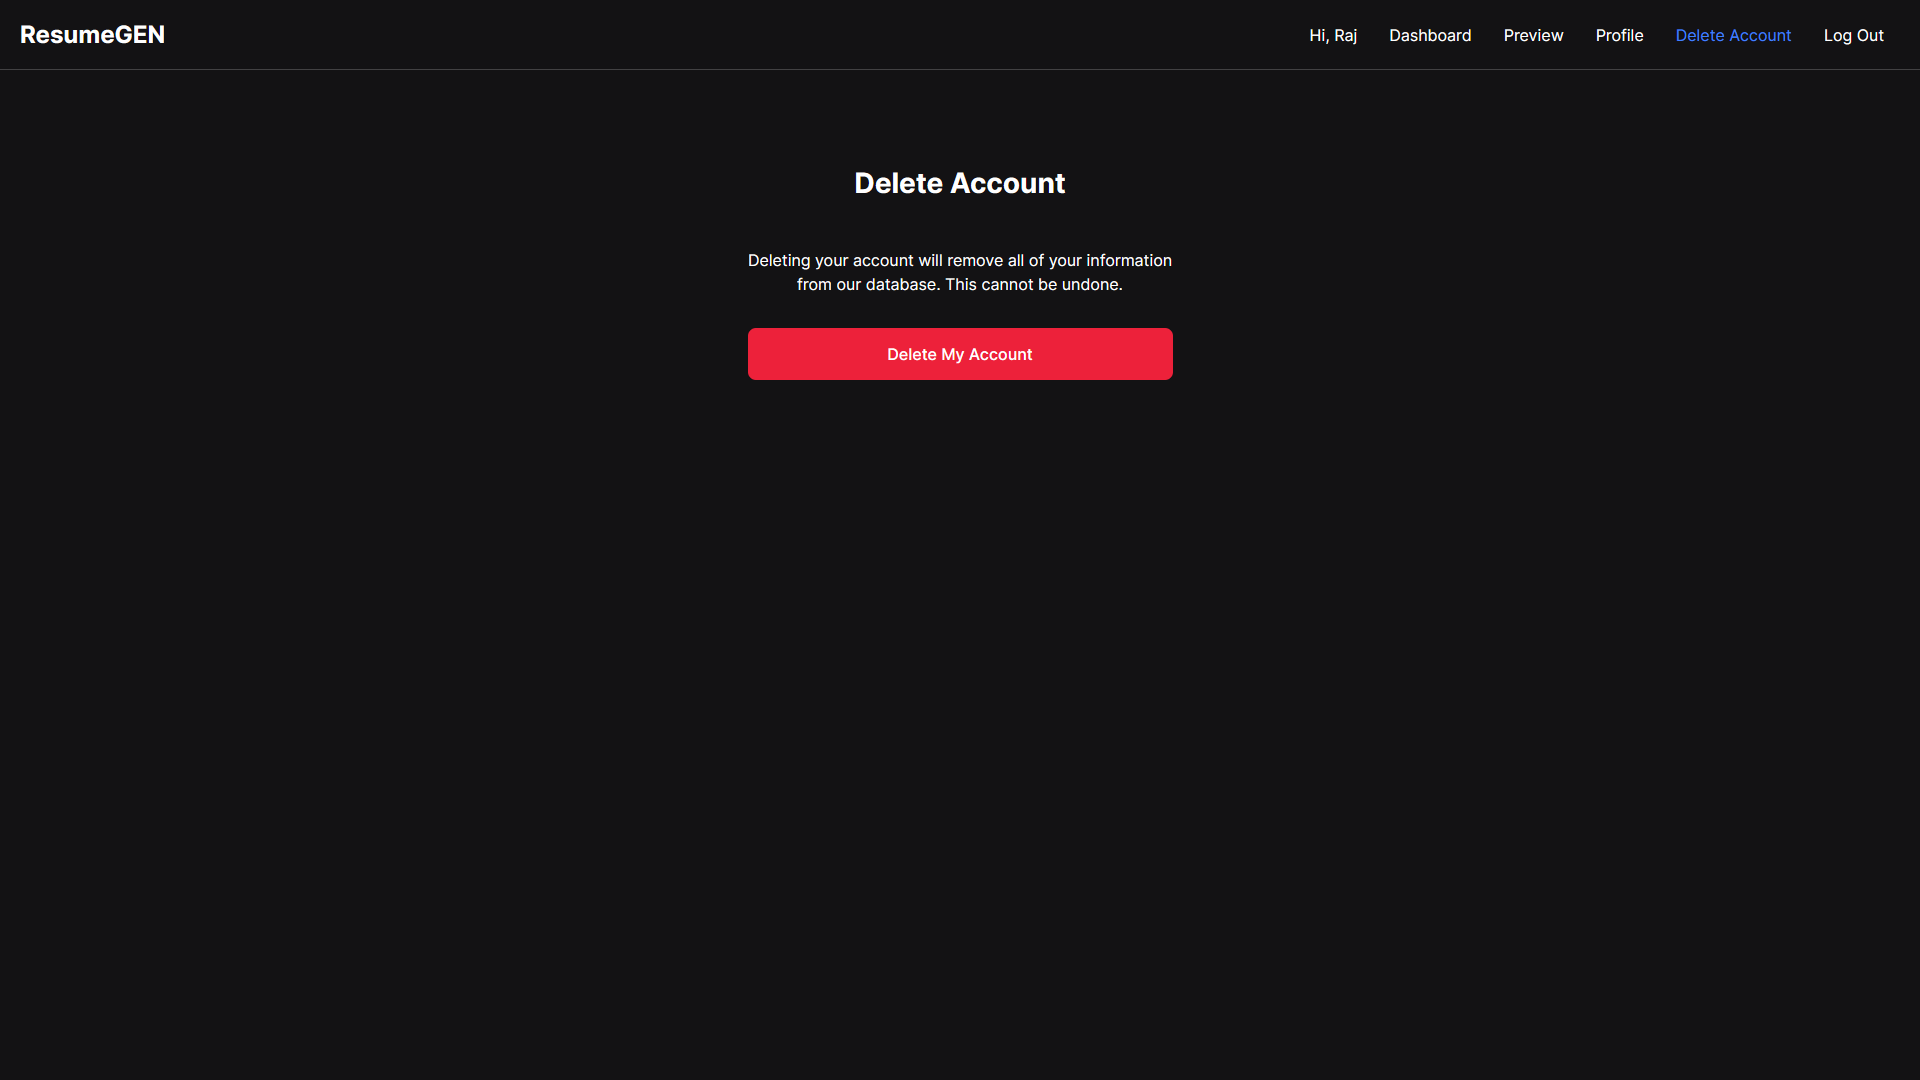 ResumeGEN
Hi, Raj
Dashboard
Preview
Profile
Delete Account
Log Out
Delete Account
Deleting your account will remove all of your information
from our database. This cannot be undone.
Delete My Account